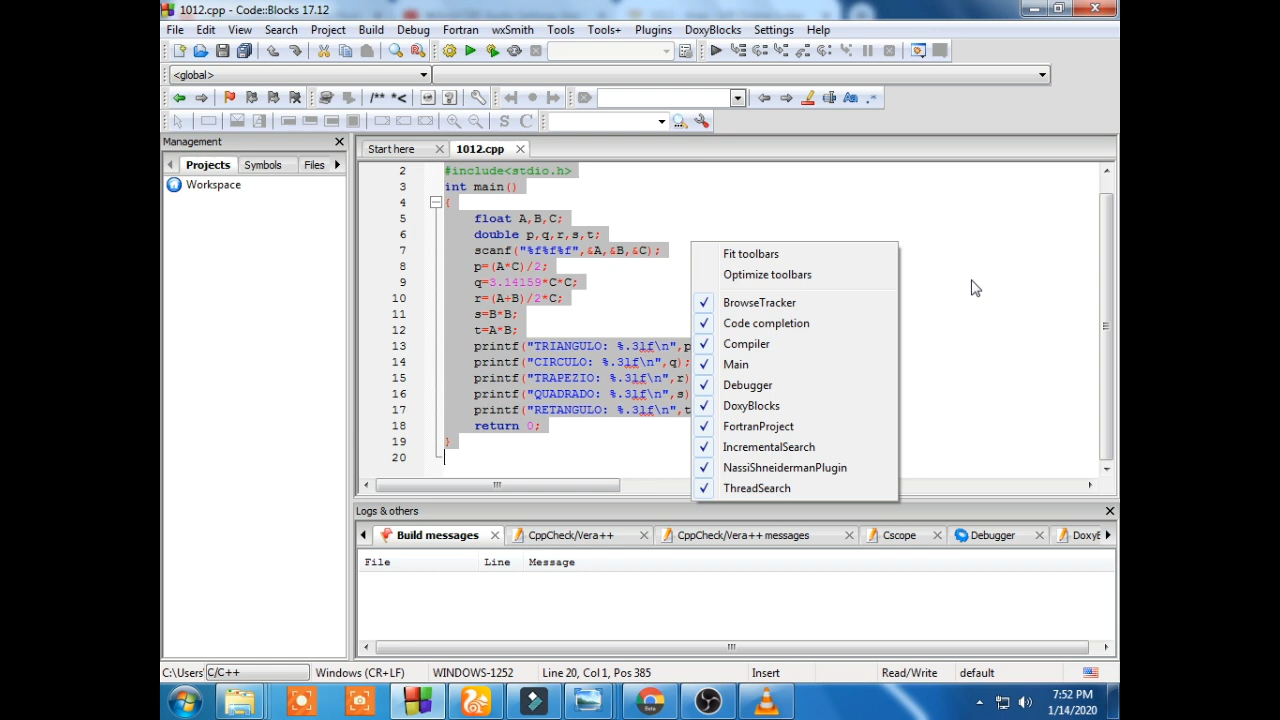 1012.cpp - Code::Blocks 17.12
File Edit View Search Project Build Debug Fortran wxSmith Tools Tools+ Plugins DoxyBlocks Settings Help
<global>
/** *<
S C
Management
Projects Symbols Files
Workspace
Start here 1012.cpp
2 #include<stdio.h>
3 int main()
4 {
5 float A,B,C;
6 double p,q,r,s,t;
7 scanf("%f%f%f",&A,&B,&C);
8 p=(A*C)/2;
9 q=3.14159*C*C;
10 r=(A+B)/2*C;
11 s=B*B;
12 t=A*B;
13 printf("TRIANGULO: %.3lf\n",p
14 printf("CIRCULO: %.3lf\n",q);
15 printf("TRAPEZIO: %.3lf\n",r)
16 printf("QUADRADO: %.3lf\n",s)
17 printf("RETANGULO: %.3lf\n",t
18 return 0;
19 }
20
Fit toolbars
Optimize toolbars
BrowseTracker
Code completion
Compiler
Main
Debugger
DoxyBlocks
FortranProject
IncrementalSearch
NassiShneidermanPlugin
ThreadSearch
Logs & others
Build messages CppCheck/Vera++ CppCheck/Vera++ messages Cscope Debugger DoxyB
File Line Message
C:\Users' C/C++ Windows (CR+LF) WINDOWS-1252 Line 20, Col 1, Pos 385 Insert Read/Write default
7:52 PM
1/14/2020